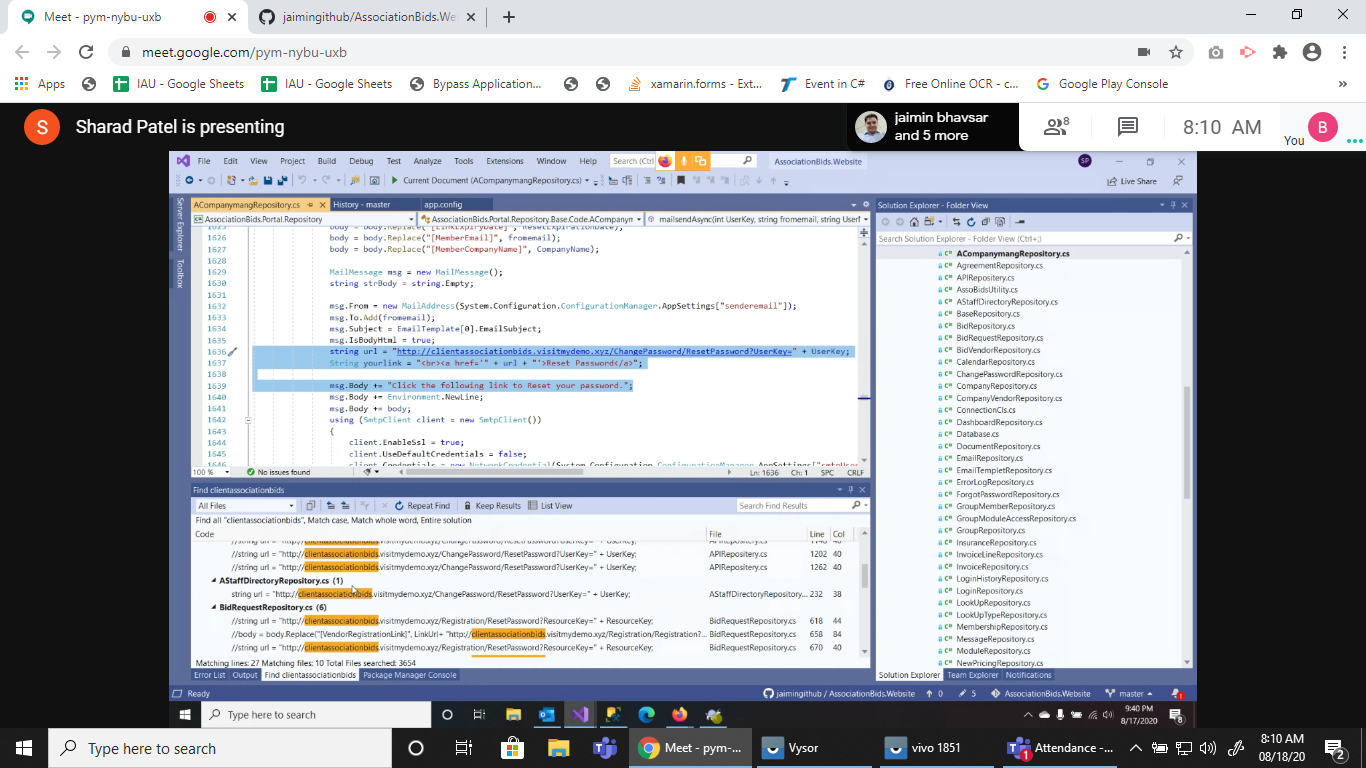 Meet - pym-nybu-uxb
jaimingithub/AssociationBids.We
meet.google.com/pym-nybu-uxb
Apps
IAU - Google Sheets
IAU - Google Sheets
Bypass Application...
xamarin.forms - Ext...
Event in C#
Free Online OCR - c...
Google Play Console
S
Sharad Patel is presenting
jaimin bhavsar
and 5 more
8
8:10 AM
You
B
File Edit View Project Build Debug Test Analyze Tools Extensions Window Help
Search (Ctrl
AssociationBids.Website
SP
Current Document (ACompanymangRepository.cs)
Live Share
Server Explorer
Toolbox
ACompanymangRepository.cs
History - master
app.config
AssociationBids.Portal.Repository
AssociationBids.Portal.Repository.Base.Code.ACompanyn
mailsendAsync(int UserKey, string fromemail, string Userf
1626 body = body.Replace("[MemberEmail]", fromemail);
1627 body = body.Replace("[MemberCompanyName]", CompanyName);
1628
1629 MailMessage msg = new MailMessage();
1630 string strBody = string.Empty;
1631
1632 msg.From = new MailAddress(System.Configuration.ConfigurationManager.AppSettings["senderemail"]);
1633 msg.To.Add(fromemail);
1634 msg.Subject = EmailTemplate[0].EmailSubject;
1635 msg.IsBodyHtml = true;
1636 string url = "http://clientassociationbids.visitmydemo.xyz/ChangePassword/ResetPassword?UserKey=" + UserKey;
1637 String yourlink = "<br><a href='" + url + "'>Reset Password</a>";
1638
1639 msg.Body += "Click the following link to Reset your password.";
1640 msg.Body += Environment.NewLine;
1641 msg.Body += body;
1642 using (SmtpClient client = new SmtpClient())
1643 {
1644 client.EnableSsl = true;
1645 client.UseDefaultCredentials = false;
1646 client.Credentials = new NetworkCredential(System.Configuration.ConfigurationManager.AppSettings["smtpUser
100 %
No issues found
Ln: 1636 Ch: 1 SPC CRLF
Solution Explorer - Folder View
Search Solution Explorer - Folder View (Ctrl+;)
ACompanymangRepository.cs
AgreementRepository.cs
APIRepository.cs
AssoBidsUtility.cs
AStaffDirectoryRepository.cs
BaseRepository.cs
BidRepository.cs
BidRequestRepository.cs
BidVendorRepository.cs
CalendarRepository.cs
ChangePasswordRepository.cs
CompanyRepository.cs
CompanyVendorRepository.cs
ConnectionCls.cs
DashboardRepository.cs
Database.cs
DocumentRepository.cs
EmailRepository.cs
EmailTempletRepository.cs
ErrorLogRepository.cs
ForgotPasswordRepository.cs
GroupMemberRepository.cs
GroupModuleAccessRepository.cs
GroupRepository.cs
InsuranceRepository.cs
InvoiceLineRepository.cs
InvoiceRepository.cs
LoginHistoryRepository.cs
LoginRepository.cs
LookUpRepository.cs
LookUpTypeRepository.cs
MembershipRepository.cs
MessageRepository.cs
ModuleRepository.cs
NewPricingRepository.cs
Solution Explorer Team Explorer Notifications
Find clientassociationbids
All Files
Repeat Find
Keep Results
List View
Search Find Results
Find all "clientassociationbids", Match case, Match whole word, Entire solution
Code File Line Col
//string url = "http://clientassociationbids.visitmydemo.xyz/ChangePassword/ResetPassword?UserKey=" + UserKey; APIRepository.cs 1202 40
//string url = "http://clientassociationbids.visitmydemo.xyz/ChangePassword/ResetPassword?UserKey=" + UserKey; APIRepository.cs 1262 40
AStaffDirectoryRepository.cs (1)
string url = "http://clientassociationbids.visitmydemo.xyz/ChangePassword/ResetPassword?UserKey=" + UserKey; AStaffDirectoryRepository... 232 38
BidRequestRepository.cs (6)
//string url = "http://clientassociationbids.visitmydemo.xyz/Registration/ResetPassword?ResourceKey=" + ResourceKey; BidRequestRepository.cs 618 44
//body = body.Replace("[VendorRegistrationLink]", LinkUrl+ "http://clientassociationbids.visitmydemo.xyz/Registration/Registration?... BidRequestRepository.cs 658 84
//string url = "http://clientassociationbids.visitmydemo.xyz/Registration/ResetPassword?ResourceKey=" + ResourceKey; BidRequestRepository.cs 670 40
Matching lines: 27 Matching files: 10 Total Files searched: 3654
Error List Output Find clientassociationbids Package Manager Console
Ready
jaimingithub / AssociationBids.Website
0
5
AssociationBids.Website
master
1
Type here to search
9:40 PM
8/17/2020
8
Type here to search
Meet - pym-...
Vysor
vivo 1851
1
Attendance -...
8:10 AM
08/18/20
2